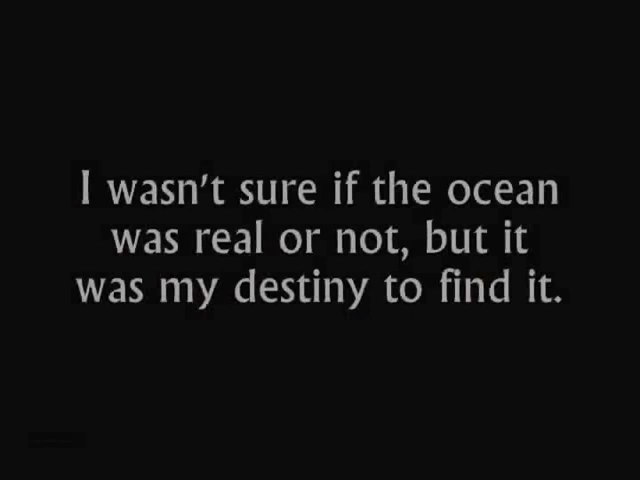 I wasn't sure if the ocean
was real or not, but it
was my destiny to find it.